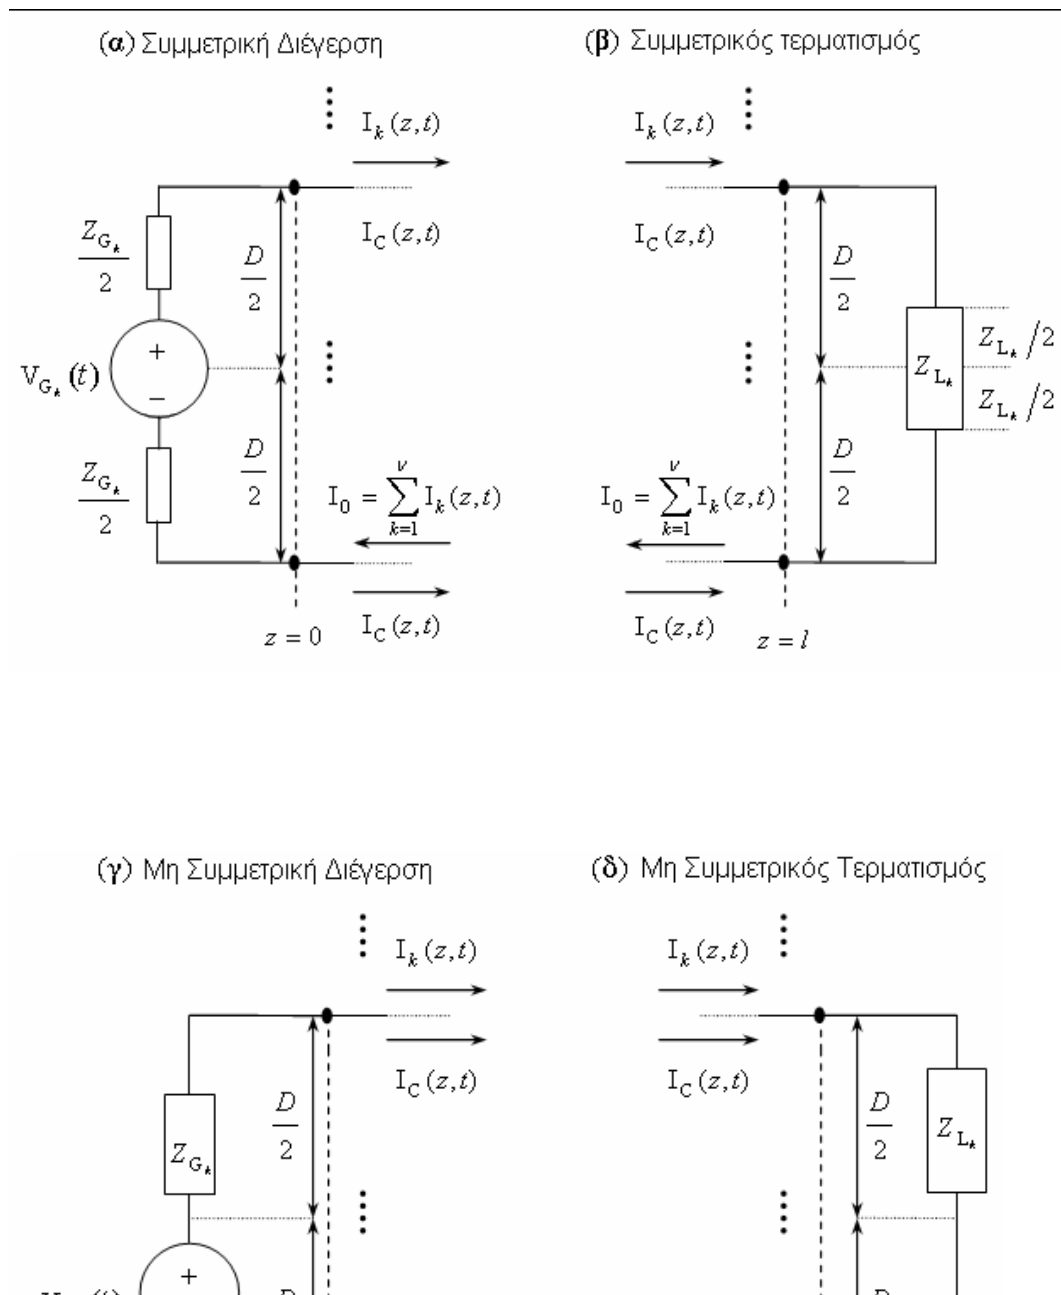 (α) Συμμετρική Διέγερση
(β) Συμμετρικός τερματισμός
I_k(z,t)
I_C(z,t)
Z_{G_k}/2
D/2
+
V_{G_k}(t)
−
Z_{G_k}/2
D/2
I_0 = \sum_{k=1}^{ν} I_k(z,t)
I_C(z,t)
z = 0
I_k(z,t)
I_C(z,t)
D/2
Z_{L_k}
Z_{L_k}/2
Z_{L_k}/2
D/2
I_0 = \sum_{k=1}^{ν} I_k(z,t)
I_C(z,t)
z = l
(γ) Μη Συμμετρική Διέγερση
(δ) Μη Συμμετρικός Τερματισμός
I_k(z,t)
I_C(z,t)
D/2
Z_{G_k}
+
I_k(z,t)
I_C(z,t)
D/2
Z_{L_k}